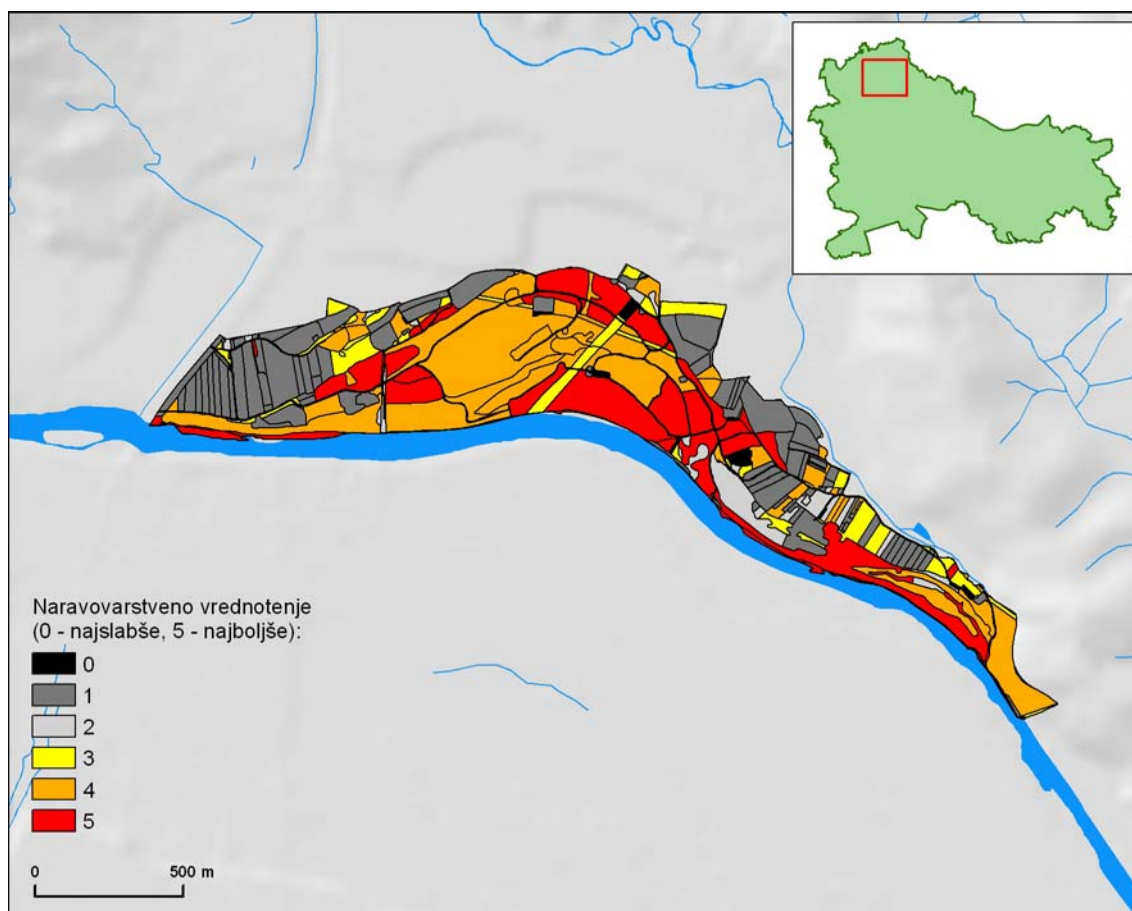 Naravovarstveno vrednotenje
(0 - najslabše, 5 - najboljše):
0
1
2
3
4
5
0 500 m